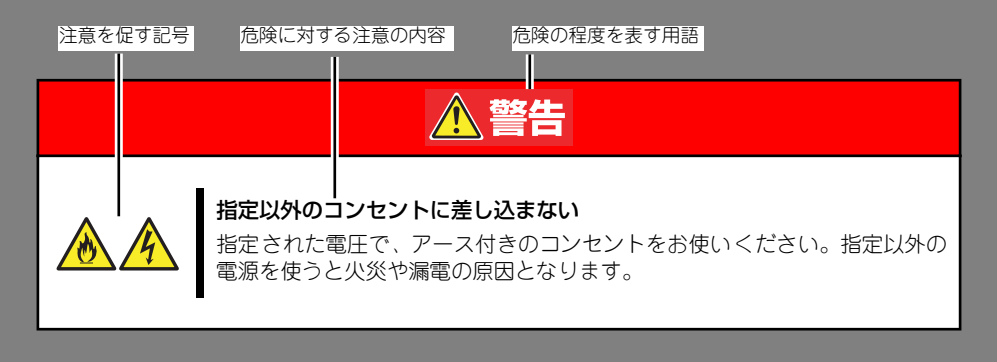 注意を促す記号
危険に対する注意の内容
危険の程度を表す用語
警告
指定以外のコンセントに差し込まない
指定された電圧で、アース付きのコンセントをお使いください。指定以外の
電源を使うと火災や漏電の原因となります。